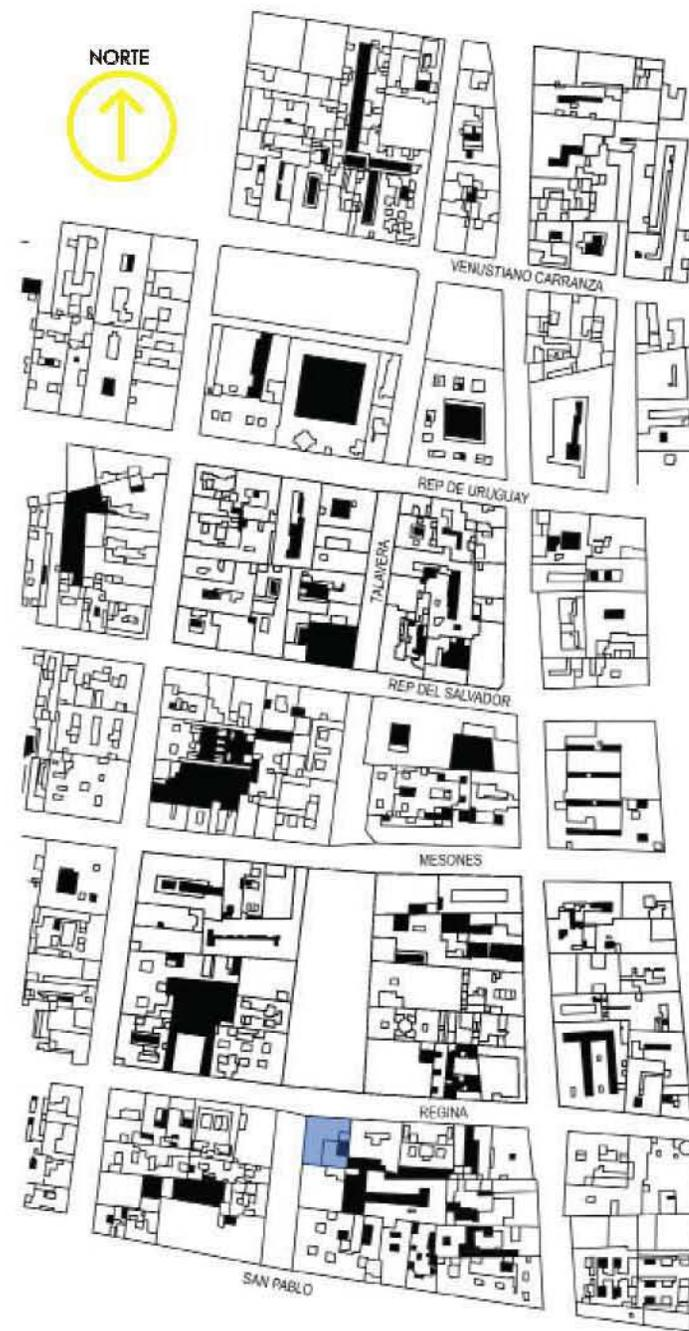 NORTE
VENUSTIANO CARRANZA
REP DE URUGUAY
TALAVERA
REP DEL SALVADOR
MESONES
REGINA
SAN PABLO